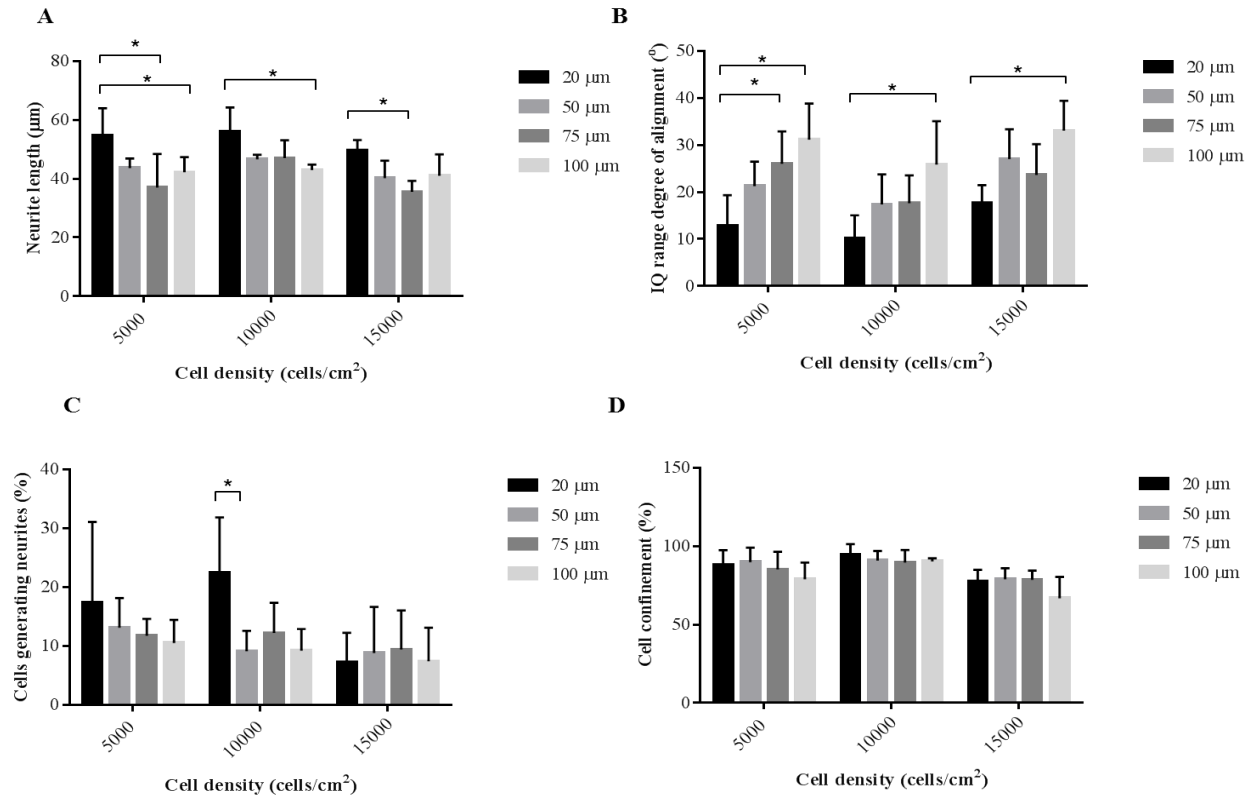 A
Neurite length (µm)
80
60
40
20
0
*
*
*
*
5000
10000
15000
Cell density (cells/cm²)
20 µm
50 µm
75 µm
100 µm
B
IQ range degree of alignment (⁰)
50
40
30
20
10
0
*
*
*
*
5000
10000
15000
Cell density (cells/cm²)
20 µm
50 µm
75 µm
100 µm
C
Cells generating neurites (%)
40
30
20
10
0
*
5000
10000
15000
Cell density (cells/cm²)
20 µm
50 µm
75 µm
100 µm
D
Cell confinement (%)
150
100
50
0
5000
10000
15000
Cell density (cells/cm²)
20 µm
50 µm
75 µm
100 µm